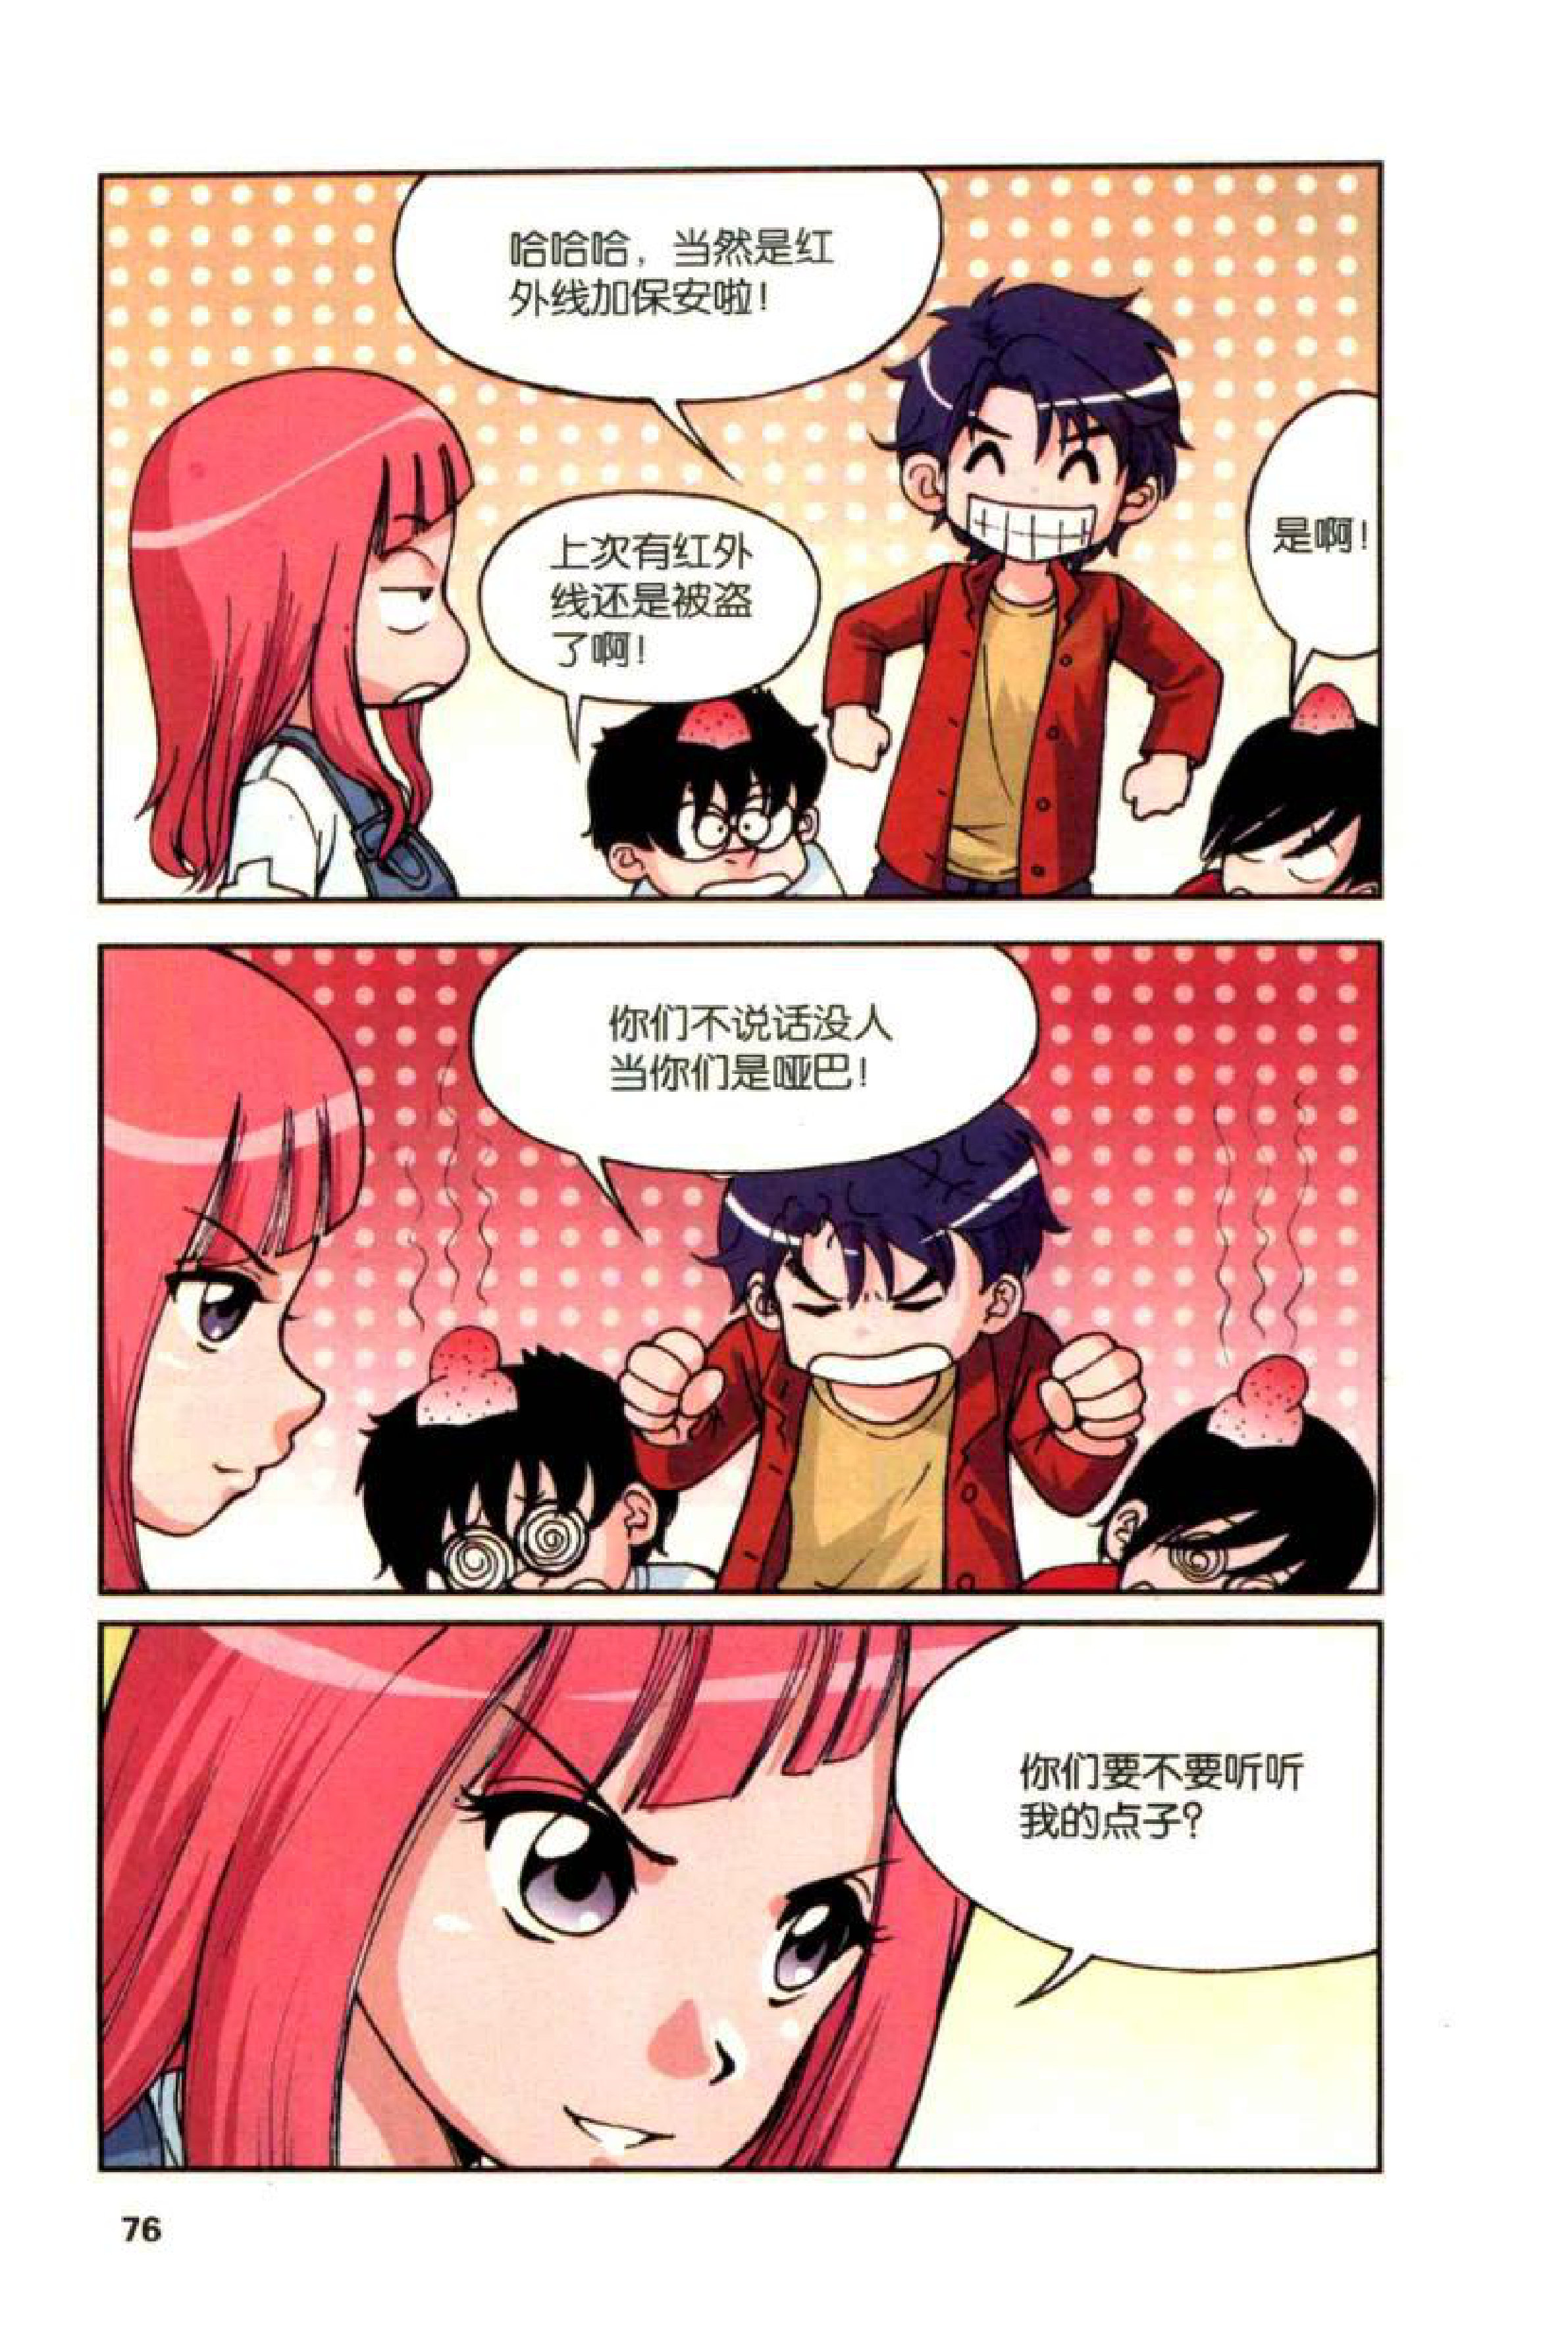 哈哈哈，当然是红
外线加保安啦！
上次有红外
线还是被盗
了啊！
是啊！
你们不说话没人
当你们是哑巴！
你们要不要听听
我的点子？
76